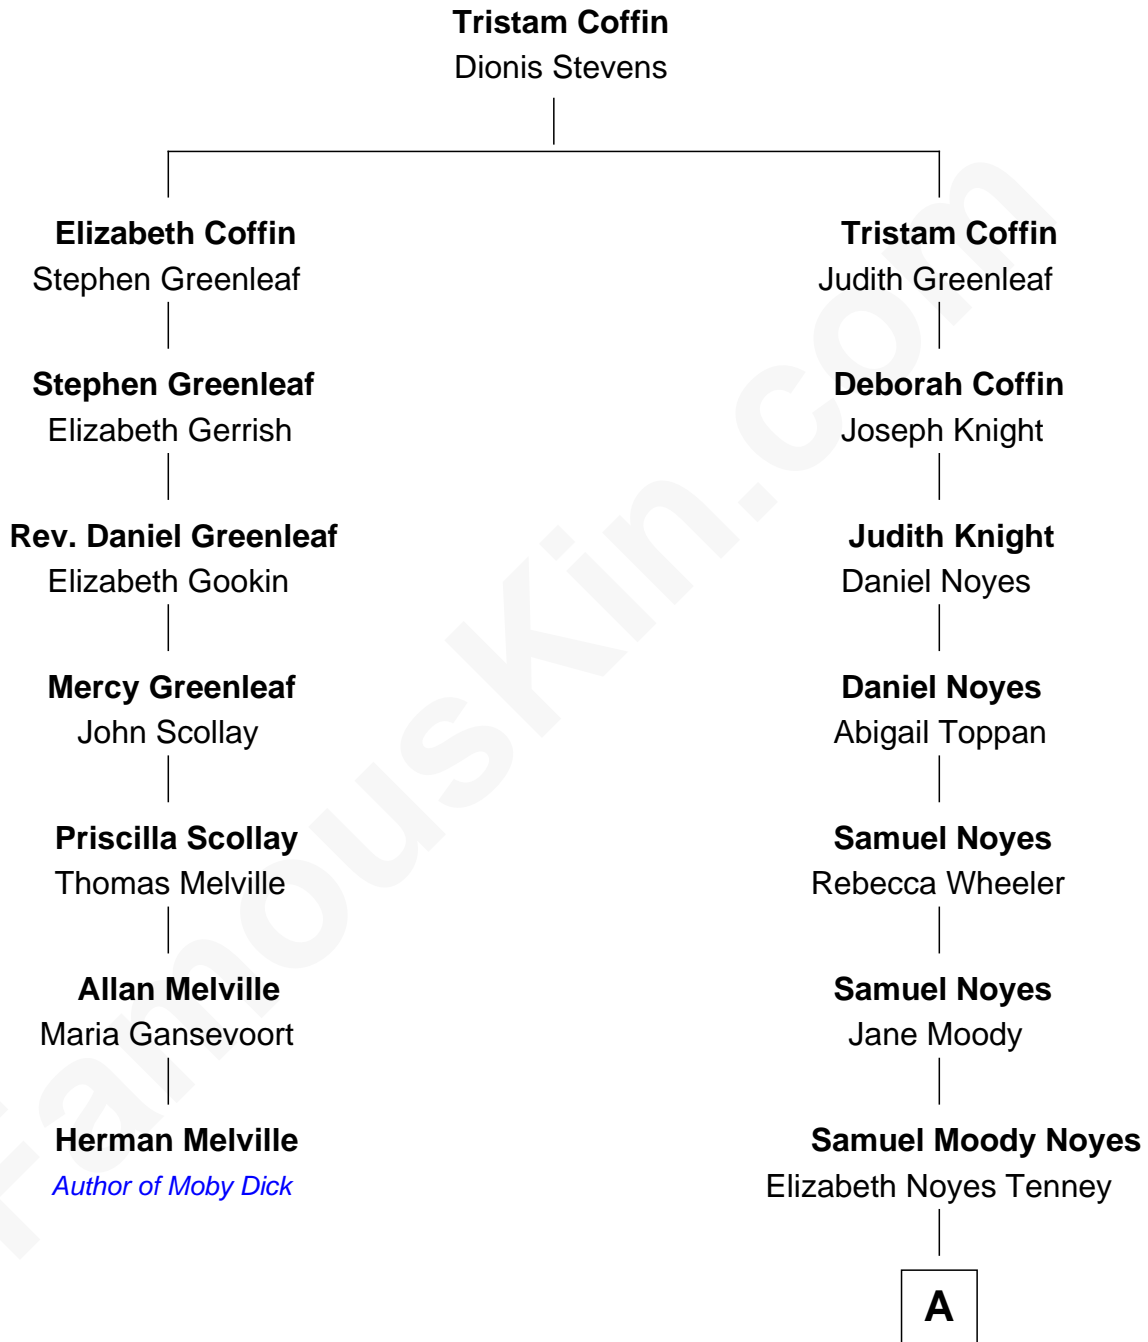 Tristam Coffin
Dionis Stevens
Elizabeth Coffin
Stephen Greenleaf
Tristam Coffin
Judith Greenleaf
Stephen Greenleaf
Elizabeth Gerrish
Deborah Coffin
Joseph Knight
Rev. Daniel Greenleaf
Elizabeth Gookin
Judith Knight
Daniel Noyes
Mercy Greenleaf
John Scollay
Daniel Noyes
Abigail Toppan
Priscilla Scollay
Thomas Melville
Samuel Noyes
Rebecca Wheeler
Allan Melville
Maria Gansevoort
Samuel Noyes
Jane Moody
Herman Melville
Author of Moby Dick
Samuel Moody Noyes
Elizabeth Noyes Tenney
A
FamousKin.com